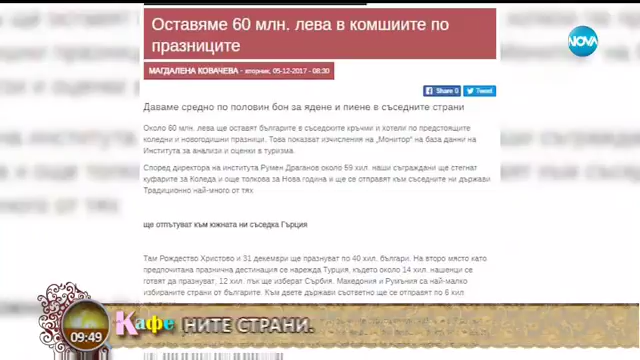 Оставяме 60 млн. лева в комшиите по
празниците
NOVA
МАГДАЛЕНА КОВАЧЕВА - вторник, 05-12-2017 - 08:30
Share 0
Tweet
Даваме средно по половин бон за ядене и пиене в съседните страни
Около 60 млн. лева ще оставят българите в съседските кръчми и хотели по предстоящите
коледни и новогодишни празници. Това показват изчисления на „Монитор" на база данни на
Института за анализи и оценки в туризма.
Според директора на института Румен Драганов около 59 хил. наши съграждани ще стегнат
куфарите за Коледа и още толкова за Нова година и ще се отправят към съседните ни държави
Традиционно най-много от тях
ще отпътуват към южната ни съседка Гърция
Там Рождество Христово и 31 декември ще празнуват по 40 хил. българи. На второ място като
предпочитана празнична дестинация се нарежда Турция, където около 14 хил. нашенци се
готвят да празнуват, 12 хил. пък ще изберат Сърбия. Македония и Румъния са най-малко
избираните страни от българите. Към двете държави съответно ще се отправят по 6 хил.
Кафе
НИТЕ СТРАНИ.
09:49